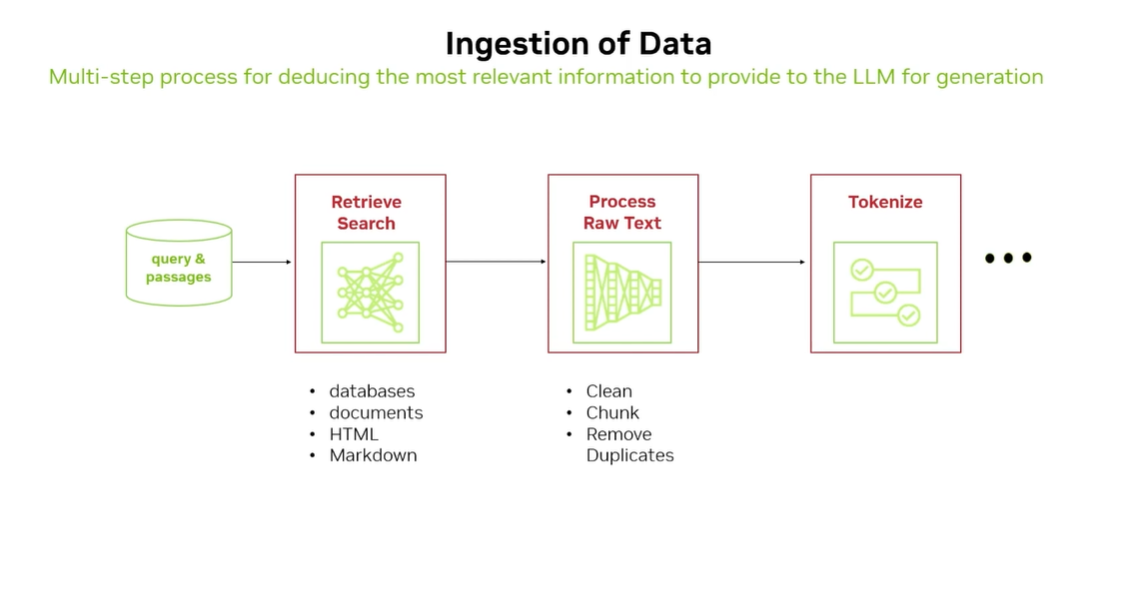 Ingestion of Data
Multi-step process for deducing the most relevant information to provide to the LLM for generation
query &
passages
Retrieve
Search
• databases
• documents
• HTML
• Markdown
Process
Raw Text
• Clean
• Chunk
• Remove
Duplicates
Tokenize
•••